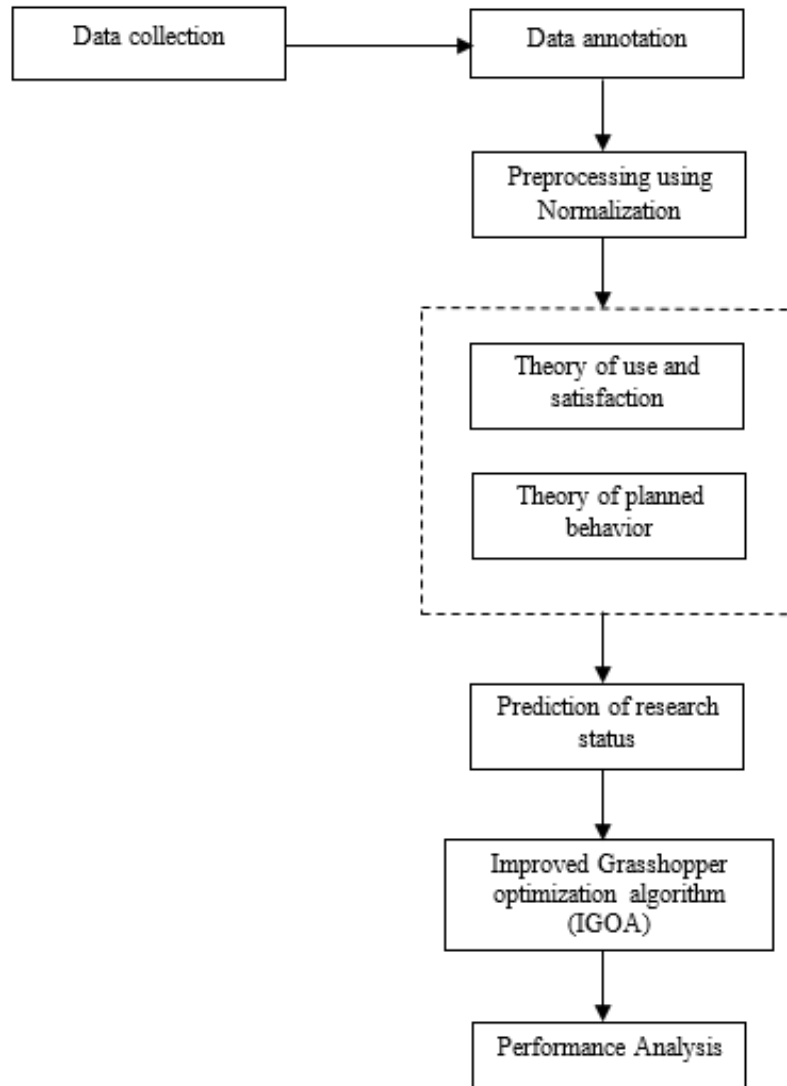 Data collection
Data annotation
Preprocessing using
Normalization
Theory of use and
satisfaction
Theory of planned
behavior
Prediction of research
status
Improved Grasshopper
optimization algorithm
(IGOA)
Performance Analysis